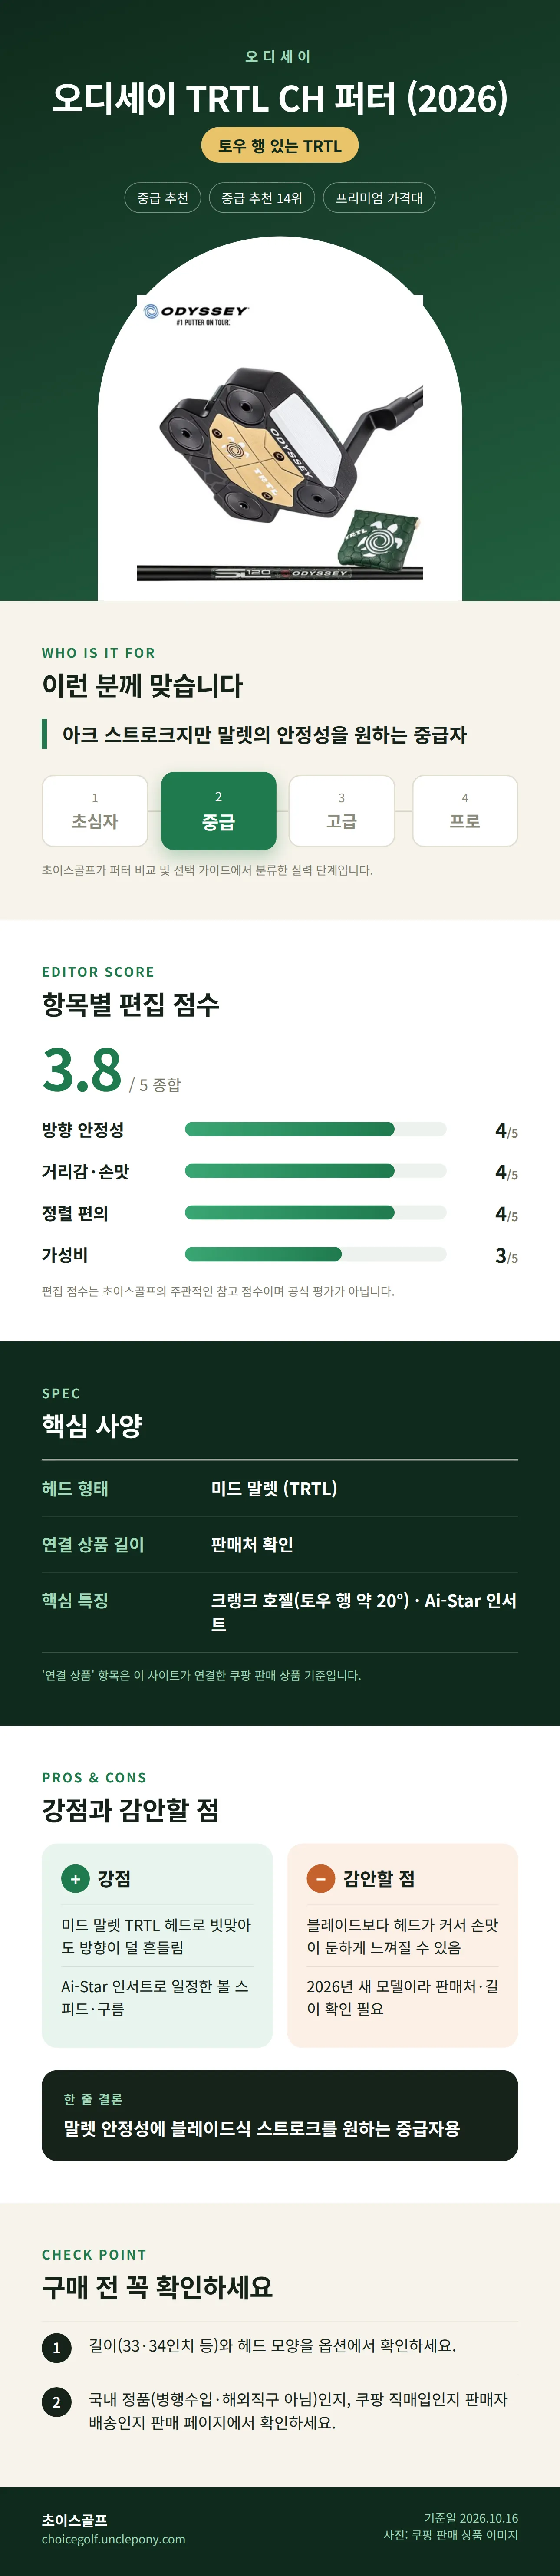 오디세이
오디세이 TRTL CH 퍼터 (2026)
토우 행 있는 TRTL
중급 추천
중급 추천 14위
프리미엄 가격대
ODYSSEY
#1 PUTTER ON TOUR.
ODYSSEY
TRTL
TRTL
SL120 ODYSSEY
WHO IS IT FOR
이런 분께 맞습니다
아크 스트로크지만 말렛의 안정성을 원하는 중급자
1
초심자
2
중급
3
고급
4
프로
초이스골프가 퍼터 비교 및 선택 가이드에서 분류한 실력 단계입니다.
EDITOR SCORE
항목별 편집 점수
3.8 / 5 종합
방향 안정성 4/5
거리감·손맛 4/5
정렬 편의 4/5
가성비 3/5
편집 점수는 초이스골프의 주관적인 참고 점수이며 공식 평가가 아닙니다.
SPEC
핵심 사양
헤드 형태 미드 말렛 (TRTL)
연결 상품 길이 판매처 확인
핵심 특징 크랭크 호젤(토우 행 약 20°) · Ai-Star 인서
트
'연결 상품' 항목은 이 사이트가 연결한 쿠팡 판매 상품 기준입니다.
PROS & CONS
강점과 감안할 점
+ 강점
미드 말렛 TRTL 헤드로 빗맞아
도 방향이 덜 흔들림
Ai-Star 인서트로 일정한 볼 스
피드·구름
− 감안할 점
블레이드보다 헤드가 커서 손맛
이 둔하게 느껴질 수 있음
2026년 새 모델이라 판매처·길
이 확인 필요
한 줄 결론
말렛 안정성에 블레이드식 스트로크를 원하는 중급자용
CHECK POINT
구매 전 꼭 확인하세요
1 길이(33·34인치 등)와 헤드 모양을 옵션에서 확인하세요.
2 국내 정품(병행수입·해외직구 아님)인지, 쿠팡 직매입인지 판매자
배송인지 판매 페이지에서 확인하세요.
초이스골프
choicegolf.unclepony.com
기준일 2026.10.16
사진: 쿠팡 판매 상품 이미지